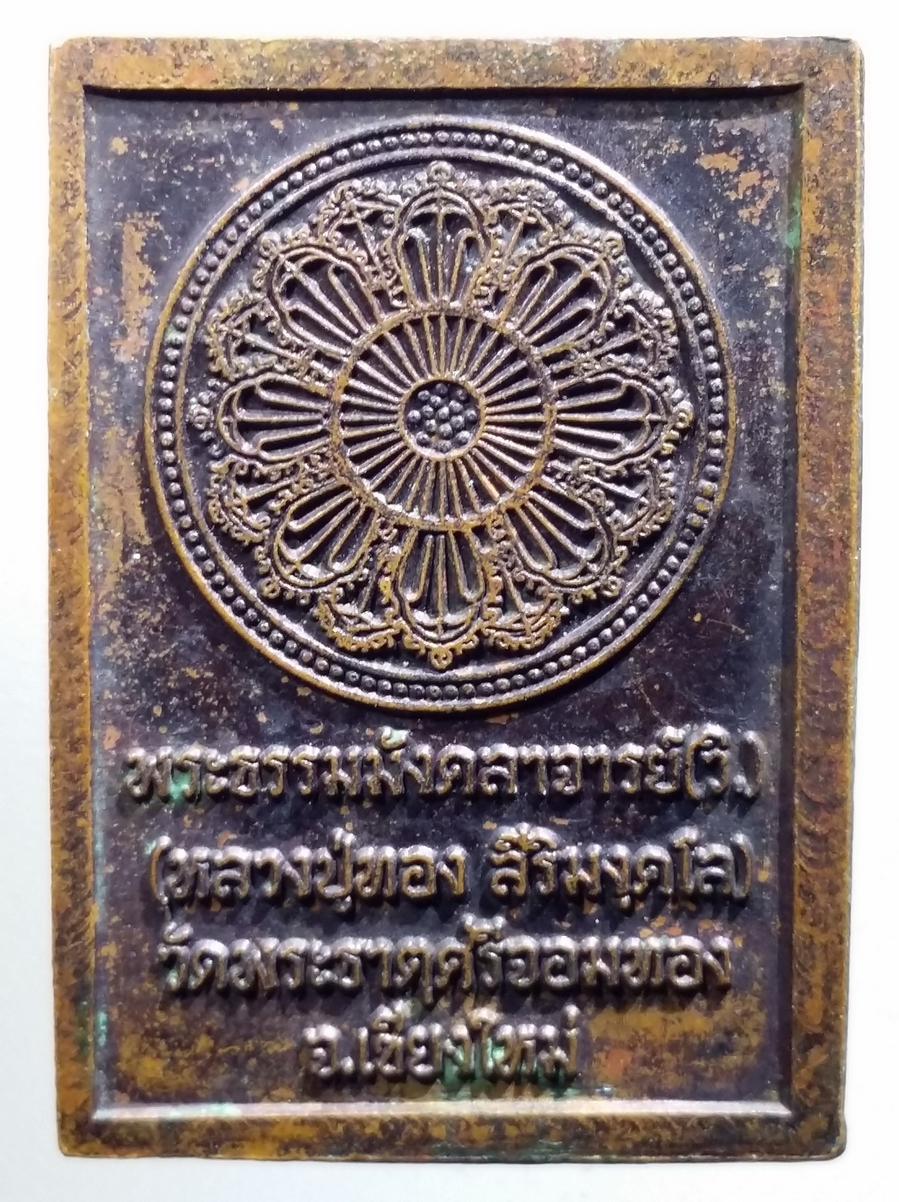 พระธรรมมังคลาจารย์(วิ.)
(หลวงปู่ทอง สิริมงฺคโล)
วัดพระธาตุศรีจอมทอง
จ.เชียงใหม่